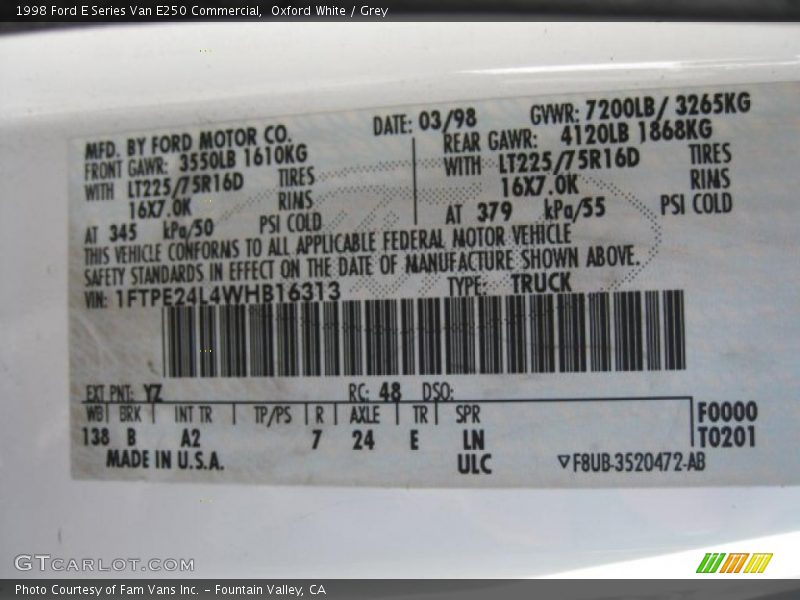 1998 Ford E Series Van E250 Commercial, Oxford White / Grey
MFD. BY FORD MOTOR CO.
DATE: 03/98
GVWR: 7200LB/ 3265KG
FRONT GAWR: 3550LB 1610KG
REAR GAWR: 4120LB 1868KG
WITH LT225/75R16D TIRES
WITH LT225/75R16D TIRES
16X7.0K RIMS
16X7.0K RIMS
AT 345 kPa/50 PSI COLD
AT 379 kPa/55 PSI COLD
THIS VEHICLE CONFORMS TO ALL APPLICABLE FEDERAL MOTOR VEHICLE
SAFETY STANDARDS IN EFFECT ON THE DATE OF MANUFACTURE SHOWN ABOVE.
VIN: 1FTPE24L4WHB16313
TYPE: TRUCK
EXT PNT: YZ RC: 48 DSO:
WB BRK INT TR TP/PS R AXLE TR SPR
F0000
138 B A2 7 24 E LN
T0201
MADE IN U.S.A.
ULC
▽F8UB-3520472-AB
GTCARLOT.COM
Photo Courtesy of Fam Vans Inc. - Fountain Valley, CA